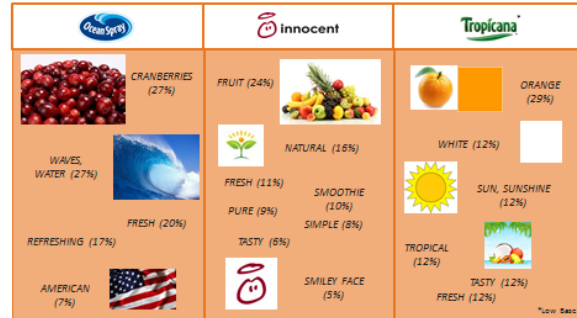 Ocean Spray
innocent
Tropicana*
CRANBERRIES
(27%)
WAVES,
WATER (27%)
FRESH (20%)
REFRESHING (17%)
AMERICAN
(7%)
FRUIT (24%)
NATURAL (16%)
FRESH (11%)
SMOOTHIE
(10%)
PURE (9%)
SIMPLE (8%)
TASTY (6%)
SMILEY FACE
(5%)
ORANGE
(29%)
WHITE (12%)
SUN, SUNSHINE
(12%)
TROPICAL
(12%)
TASTY (12%)
FRESH (12%)
*Low Base